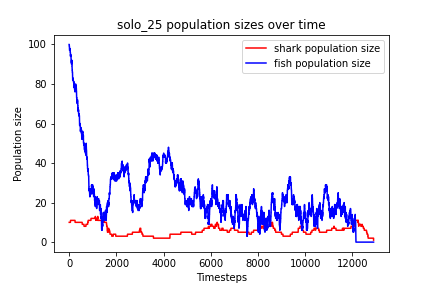 solo_25 population sizes over time
shark population size
fish population size
Population size
100
80
60
40
20
0
0
2000
4000
6000
8000
10000
12000
Timesteps